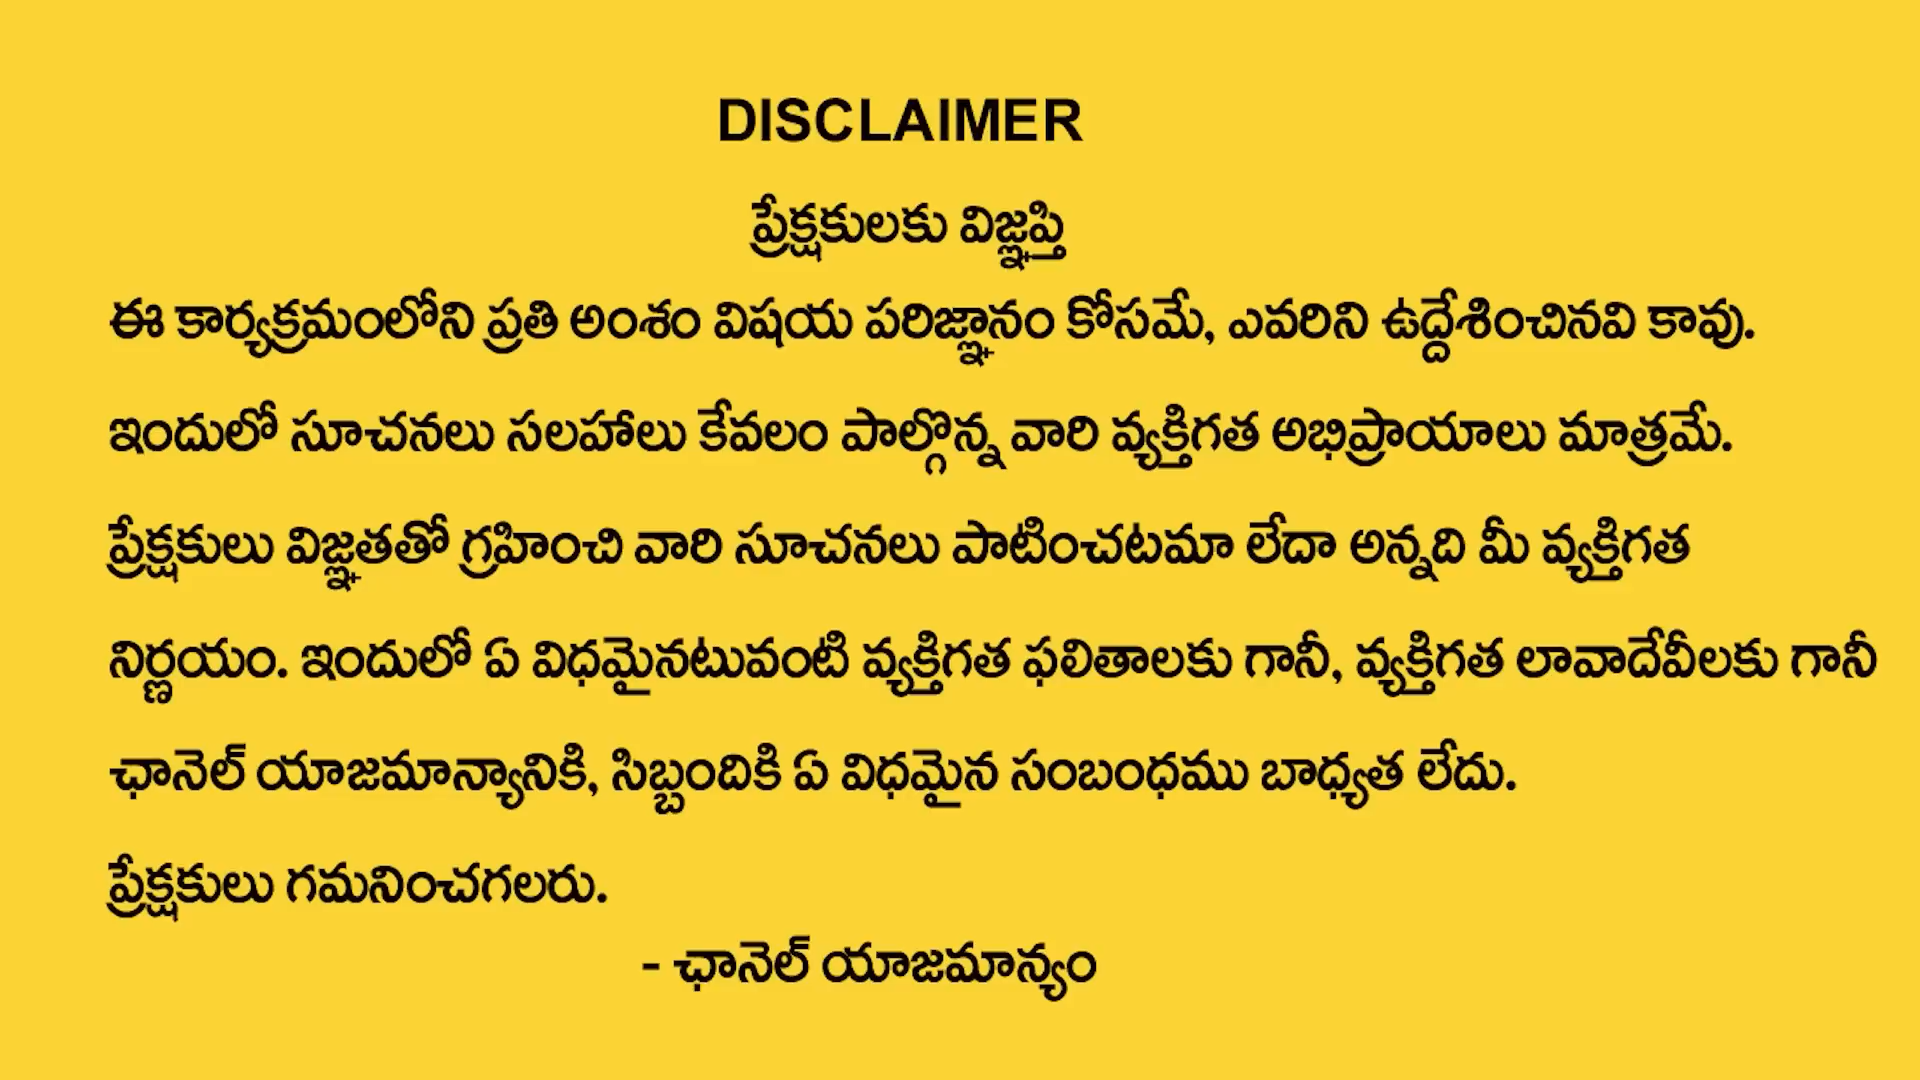 DISCLAIMER
ప్రేక్షకులకు విజ్ఞప్తి
ఈ కార్యక్రమంలోని ప్రతి అంశం విషయ పరిజ్ఞానం కోసమే, ఎవరిని ఉద్దేశించినవి కావు.
ఇందులో సూచనలు సలహాలు కేవలం పాల్గొన్న వారి వ్యక్తిగత అభిప్రాయాలు మాత్రమే.
ప్రేక్షకులు విజ్ఞతతో గ్రహించి వారి సూచనలు పాటించటమా లేదా అన్నది మీ వ్యక్తిగత
నిర్ణయం. ఇందులో ఏ విధమైనటువంటి వ్యక్తిగత ఫలితాలకు గానీ, వ్యక్తిగత లావాదేవీలకు గానీ
ఛానెల్ యాజమాన్యానికి, సిబ్బందికి ఏ విధమైన సంబంధము బాధ్యత లేదు.
ప్రేక్షకులు గమనించగలరు.
- ఛానెల్ యాజమాన్యం